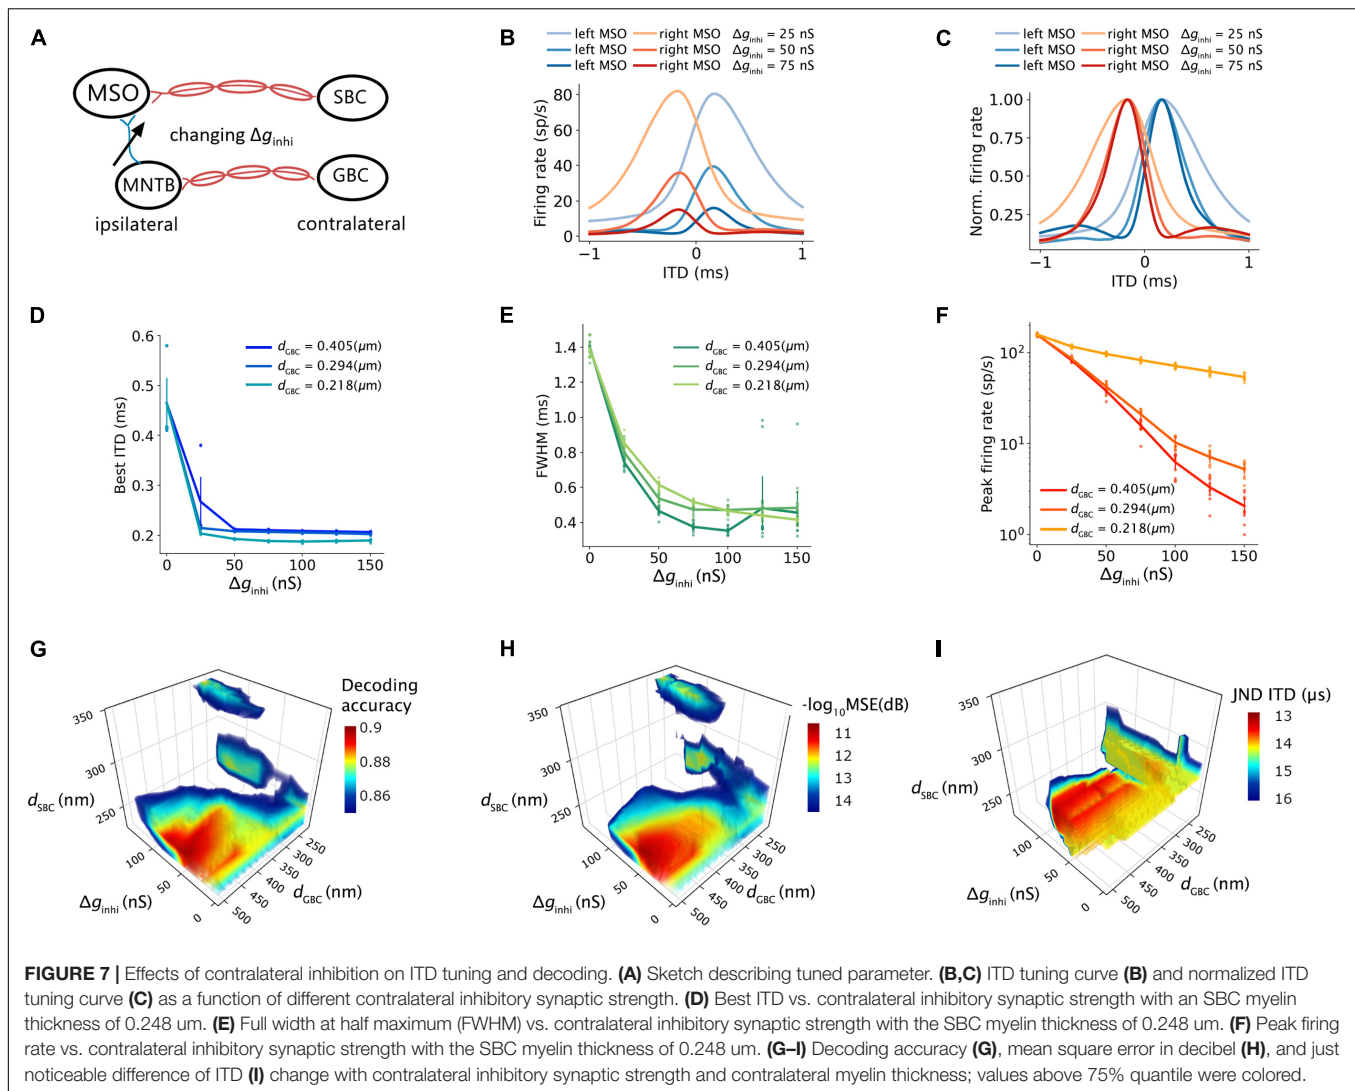 A
MSO
SBC
changing Δg_inhi
MNTB
GBC
ipsilateral
contralateral
B
left MSO right MSO Δg_inhi = 25 nS
left MSO right MSO Δg_inhi = 50 nS
left MSO right MSO Δg_inhi = 75 nS
Firing rate (sp/s)
80
60
40
20
0
−1 0 1
ITD (ms)
C
left MSO right MSO Δg_inhi = 25 nS
left MSO right MSO Δg_inhi = 50 nS
left MSO right MSO Δg_inhi = 75 nS
Norm. firing rate
1.00
0.75
0.50
0.25
−1 0 1
ITD (ms)
D
d_GBC = 0.405(μm)
d_GBC = 0.294(μm)
d_GBC = 0.218(μm)
Best ITD (ms)
0.6
0.5
0.4
0.3
0.2
0 50 100 150
Δg_inhi (nS)
E
d_GBC = 0.405(μm)
d_GBC = 0.294(μm)
d_GBC = 0.218(μm)
FWHM (ms)
1.4
1.2
1.0
0.8
0.6
0.4
0 50 100 150
Δg_inhi (nS)
F
Peak firing rate (sp/s)
10²
10¹
10⁰
d_GBC = 0.405(μm)
d_GBC = 0.294(μm)
d_GBC = 0.218(μm)
0 50 100 150
Δg_inhi (nS)
G
Decoding
accuracy
0.9
0.88
0.86
350
300
250
d_SBC (nm)
100
50
0
Δg_inhi (nS)
250
300
350
400
450
500
d_GBC (nm)
H
-log₁₀MSE(dB)
11
12
13
14
350
300
250
d_SBC (nm)
100
50
0
Δg_inhi (nS)
250
300
350
400
450
500
d_GBC (nm)
I
JND ITD (μs)
13
14
15
16
350
300
250
d_SBC (nm)
100
50
0
Δg_inhi (nS)
250
300
350
400
450
500
d_GBC (nm)
FIGURE 7 | Effects of contralateral inhibition on ITD tuning and decoding. (A) Sketch describing tuned parameter. (B,C) ITD tuning curve (B) and normalized ITD
tuning curve (C) as a function of different contralateral inhibitory synaptic strength. (D) Best ITD vs. contralateral inhibitory synaptic strength with an SBC myelin
thickness of 0.248 um. (E) Full width at half maximum (FWHM) vs. contralateral inhibitory synaptic strength with the SBC myelin thickness of 0.248 um. (F) Peak firing
rate vs. contralateral inhibitory synaptic strength with the SBC myelin thickness of 0.248 um. (G–I) Decoding accuracy (G), mean square error in decibel (H), and just
noticeable difference of ITD (I) change with contralateral inhibitory synaptic strength and contralateral myelin thickness; values above 75% quantile were colored.